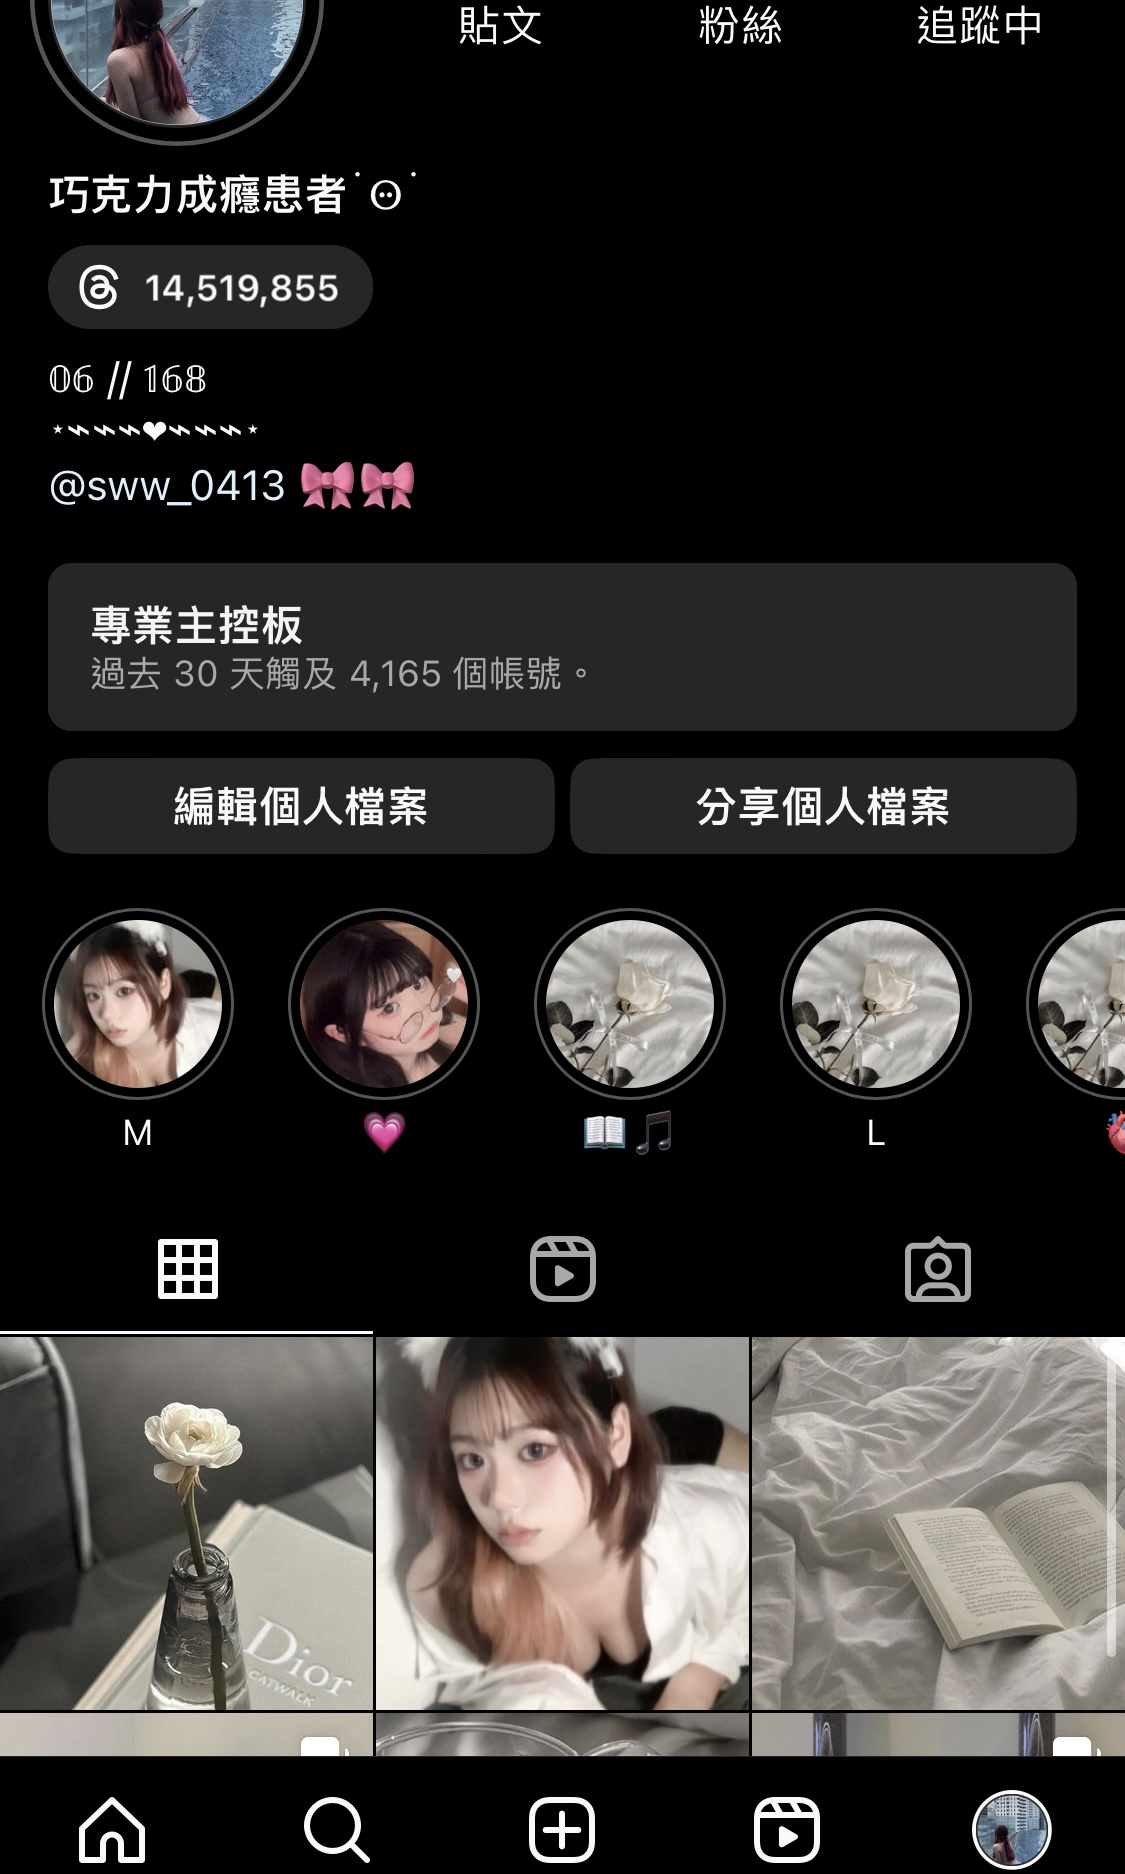 貼文 粉絲 追蹤中
巧克力成癮患者˙ꙭ˙
14,519,855
𝟘𝟞 // 𝟙𝟞𝟠
⋆⌁⌁⌁❤︎⌁⌁⌁⋆
@sww_0413 🎀🎀
專業主控板
過去 30 天觸及 4,165 個帳號。
編輯個人檔案 分享個人檔案
M 💗 📖🎵 L 🫀
Dior
CATWALK